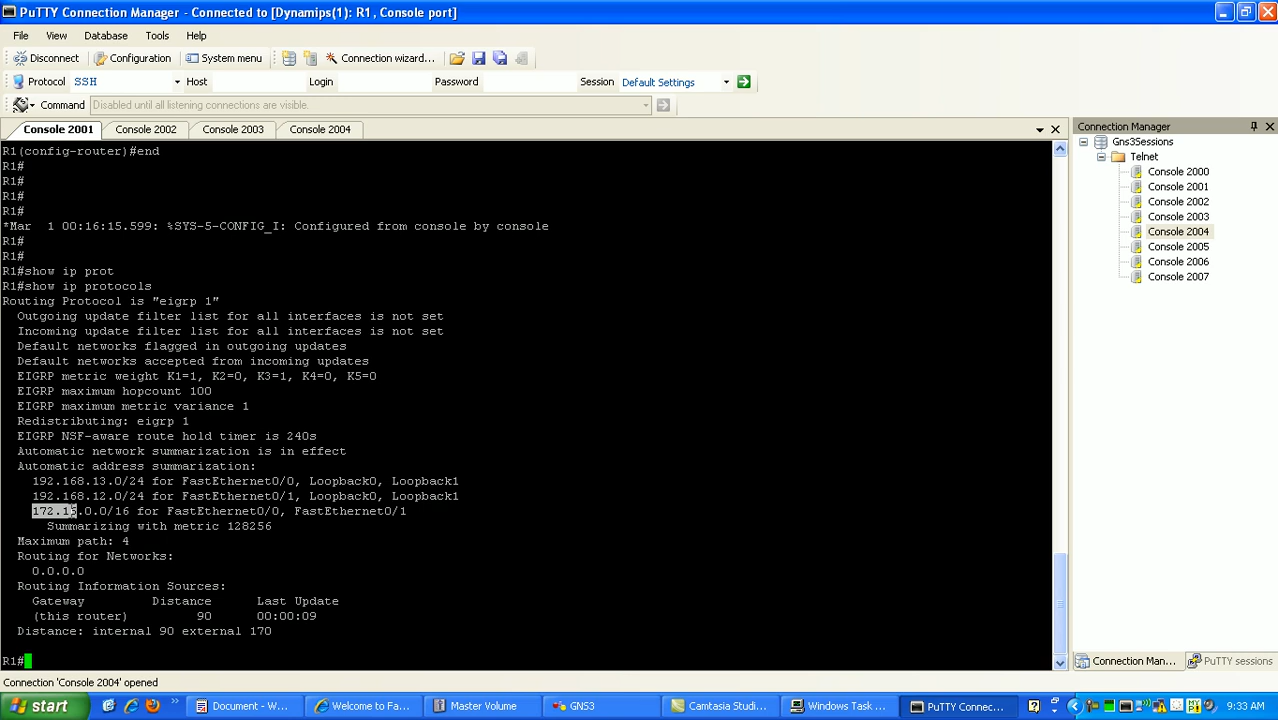 PuTTY Connection Manager - Connected to [Dynamips(1): R1 , Console port]
File View Database Tools Help
Disconnect Configuration System menu Connection wizard...
Protocol SSH Host Login Password Session Default Settings
Command Disabled until all listening connections are visible.
Console 2001 Console 2002 Console 2003 Console 2004
R1(config-router)#end
R1#
R1#
R1#
R1#
*Mar  1 00:16:15.599: %SYS-5-CONFIG_I: Configured from console by console
R1#
R1#
R1#show ip prot
R1#show ip protocols
Routing Protocol is "eigrp 1"
Outgoing update filter list for all interfaces is not set
Incoming update filter list for all interfaces is not set
Default networks flagged in outgoing updates
Default networks accepted from incoming updates
EIGRP metric weight K1=1, K2=0, K3=1, K4=0, K5=0
EIGRP maximum hopcount 100
EIGRP maximum metric variance 1
Redistributing: eigrp 1
EIGRP NSF-aware route hold timer is 240s
Automatic network summarization is in effect
Automatic address summarization:
192.168.13.0/24 for FastEthernet0/0, Loopback0, Loopback1
192.168.12.0/24 for FastEthernet0/1, Loopback0, Loopback1
172.15.0.0/16 for FastEthernet0/0, FastEthernet0/1
Summarizing with metric 128256
Maximum path: 4
Routing for Networks:
0.0.0.0
Routing Information Sources:
Gateway Distance Last Update
(this router) 90 00:00:09
Distance: internal 90 external 170
R1#
Connection Manager
Gns3Sessions
Telnet
Console 2000
Console 2001
Console 2002
Console 2003
Console 2004
Console 2005
Console 2006
Console 2007
Connection Man... PuTTY sessions
Connection 'Console 2004' opened
start Document - W... Welcome to Fa... Master Volume GNS3 Camtasia Studi... Windows Task ... PuTTY Connec... 9:33 AM